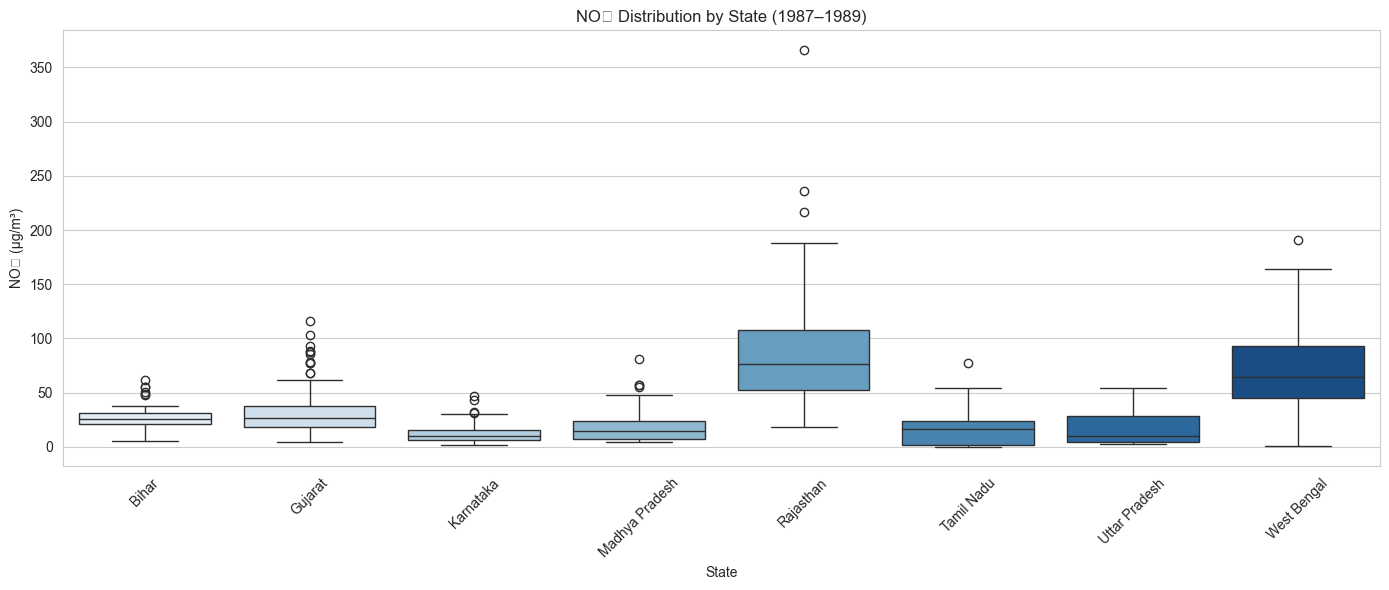 NO▯ Distribution by State (1987–1989)
NO▯ (µg/m³)
350
300
250
200
150
100
50
0
Bihar
Gujarat
Karnataka
Madhya Pradesh
Rajasthan
Tamil Nadu
Uttar Pradesh
West Bengal
State